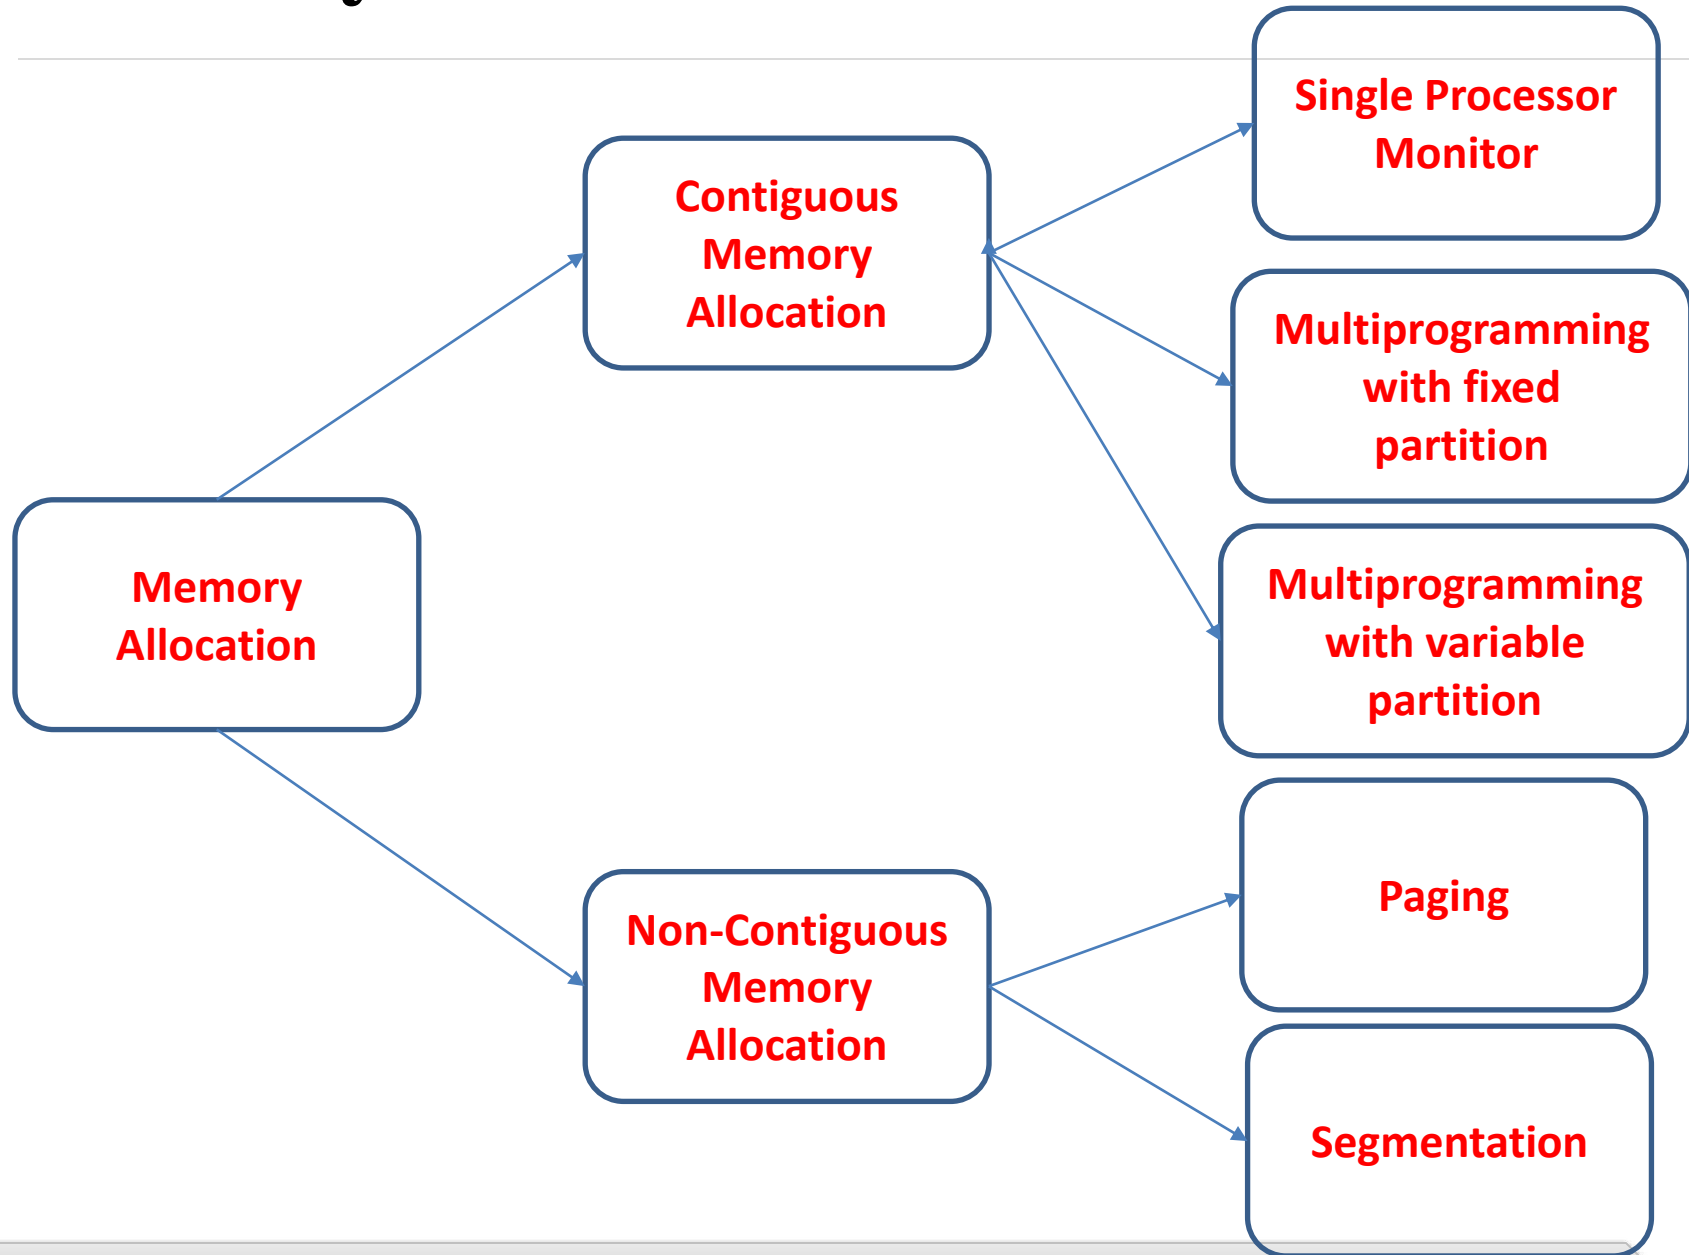 Single Processor
Monitor
Contiguous
Memory
Allocation
Multiprogramming
with fixed
partition
Memory
Allocation
Multiprogramming
with variable
partition
Paging
Non-Contiguous
Memory
Allocation
Segmentation